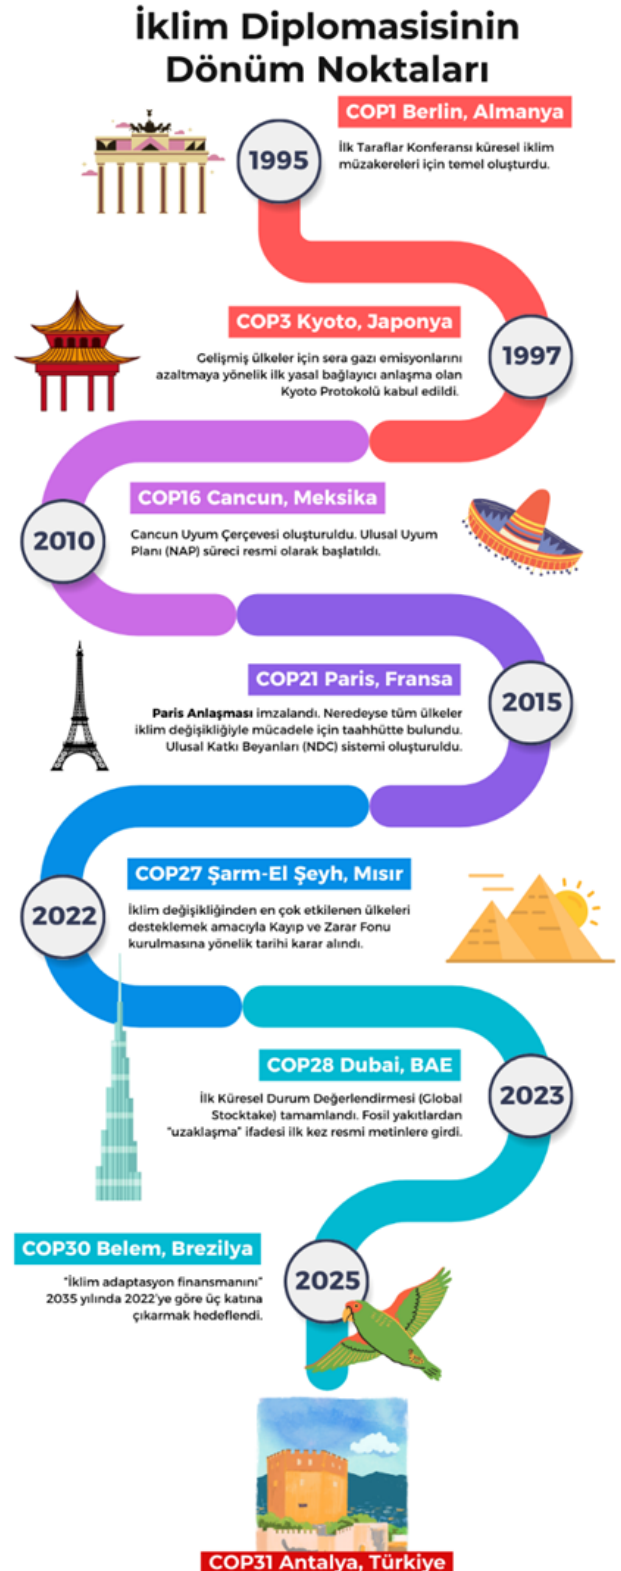 İklim Diplomasisinin
Dönüm Noktaları
COP1 Berlin, Almanya
1995
İlk Taraflar Konferansı küresel iklim
müzakereleri için temel oluşturdu.
COP3 Kyoto, Japonya
1997
Gelişmiş ülkeler için sera gazı emisyonlarını
azaltmaya yönelik ilk yasal bağlayıcı anlaşma olan
Kyoto Protokolü kabul edildi.
COP16 Cancun, Meksika
2010
Cancun Uyum Çerçevesi oluşturuldu. Ulusal Uyum
Planı (NAP) süreci resmi olarak başlatıldı.
COP21 Paris, Fransa
2015
Paris Anlaşması imzalandı. Neredeyse tüm ülkeler
iklim değişikliğiyle mücadele için taahhütte bulundu.
Ulusal Katkı Beyanları (NDC) sistemi oluşturuldu.
COP27 Şarm-El Şeyh, Mısır
2022
İklim değişikliğinden en çok etkilenen ülkeleri
desteklemek amacıyla Kayıp ve Zarar Fonu
kurulmasına yönelik tarihi karar alındı.
COP28 Dubai, BAE
2023
İlk Küresel Durum Değerlendirmesi (Global
Stocktake) tamamlandı. Fosil yakıtlardan
"uzaklaşma" ifadesi ilk kez resmi metinlere girdi.
COP30 Belem, Brezilya
2025
"İklim adaptasyon finansmanını"
2035 yılında 2022'ye göre üç katına
çıkarmak hedeflendi.
COP31 Antalya, Türkiye